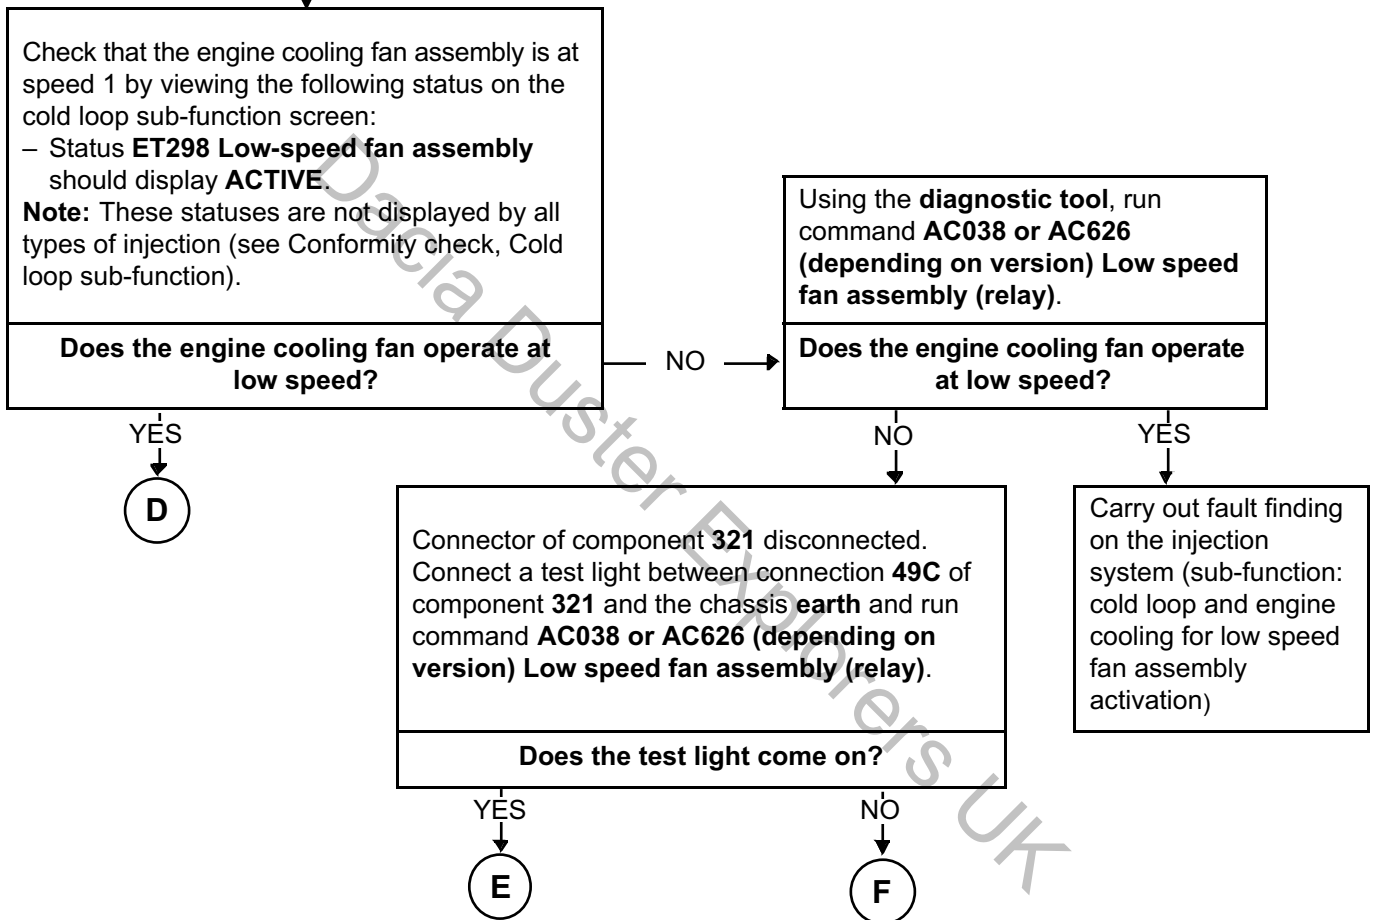 Check that the engine cooling fan assembly is at
speed 1 by viewing the following status on the
cold loop sub-function screen:
– Status ET298 Low-speed fan assembly
should display ACTIVE.
Note: These statuses are not displayed by all
types of injection (see Conformity check, Cold
loop sub-function).
Does the engine cooling fan operate at
low speed?
NO
Using the diagnostic tool, run
command AC038 or AC626
(depending on version) Low speed
fan assembly (relay).
Does the engine cooling fan operate
at low speed?
YES
D
NO
YES
Connector of component 321 disconnected.
Connect a test light between connection 49C of
component 321 and the chassis earth and run
command AC038 or AC626 (depending on
version) Low speed fan assembly (relay).
Does the test light come on?
Carry out fault finding
on the injection
system (sub-function:
cold loop and engine
cooling for low speed
fan assembly
activation)
YES
NO
E
F
Dacia Duster Explorers UK